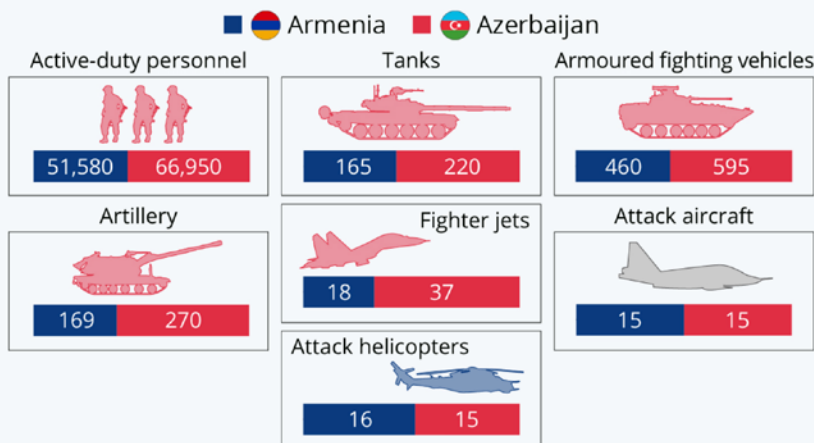 Armenia Azerbaijan
Active-duty personnel
51,580 66,950
Tanks
165 220
Armoured fighting vehicles
460 595
Artillery
169 270
Fighter jets
18 37
Attack aircraft
15 15
Attack helicopters
16 15